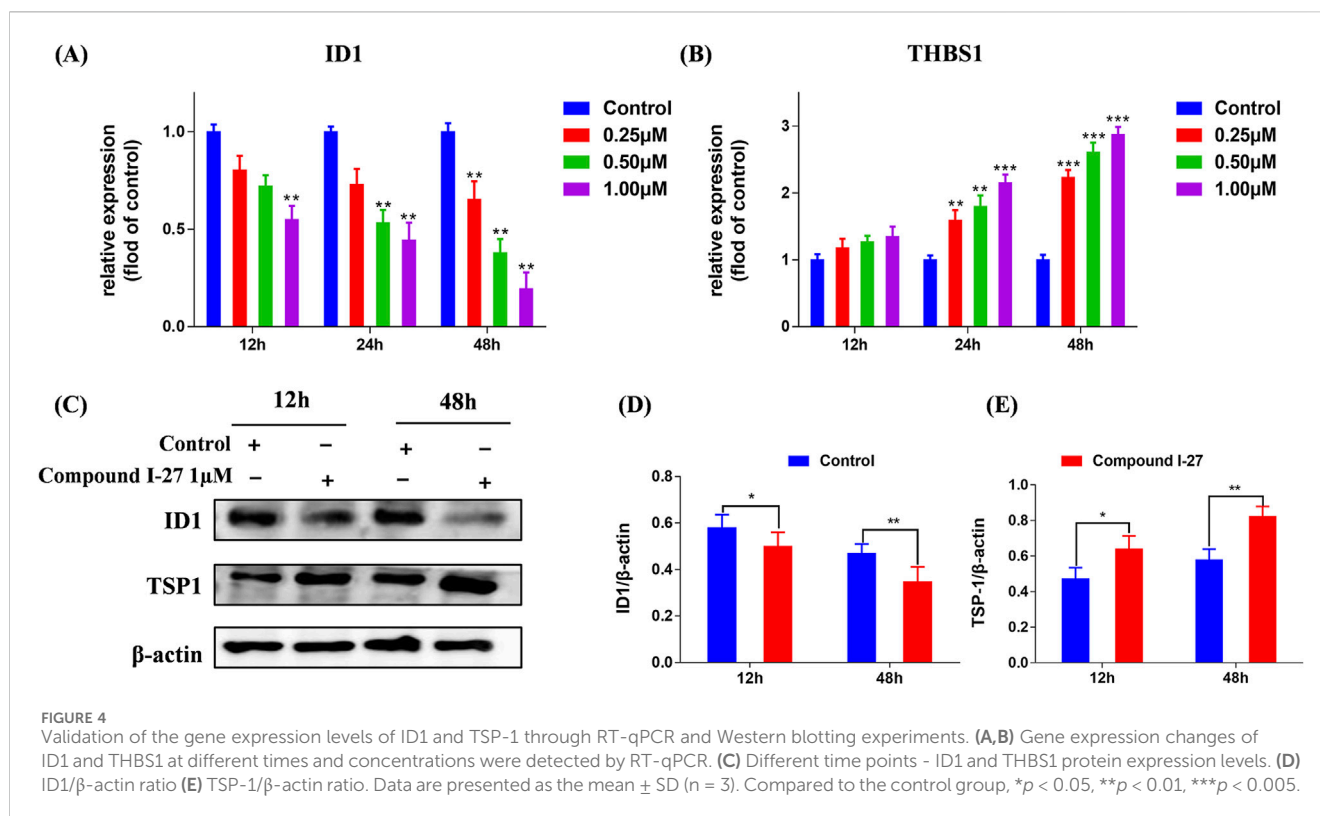 (A)
ID1
relative expression
(flod of control)
1.0
0.5
0.0
**
**
**
**
**
**
12h
24h
48h
Control
0.25μM
0.50μM
1.00μM
(B)
THBS1
relative expression
(flod of control)
3
2
1
0
**
**
***
***
***
***
12h
24h
48h
Control
0.25μM
0.50μM
1.00μM
(C)
12h
48h
Control + − + −
Compound I-27 1μM − + − +
ID1
TSP1
β-actin
(D)
Control
ID1/β-actin
0.8
0.6
0.4
0.2
0.0
*
**
12h
48h
(E)
Compound I-27
TSP-1/β-actin
1.0
0.8
0.6
0.4
0.2
0.0
*
**
12h
48h
FIGURE 4
Validation of the gene expression levels of ID1 and TSP-1 through RT-qPCR and Western blotting experiments. (A,B) Gene expression changes of
ID1 and THBS1 at different times and concentrations were detected by RT-qPCR. (C) Different time points - ID1 and THBS1 protein expression levels. (D)
ID1/β-actin ratio (E) TSP-1/β-actin ratio. Data are presented as the mean ± SD (n = 3). Compared to the control group, *p < 0.05, **p < 0.01, ***p < 0.005.